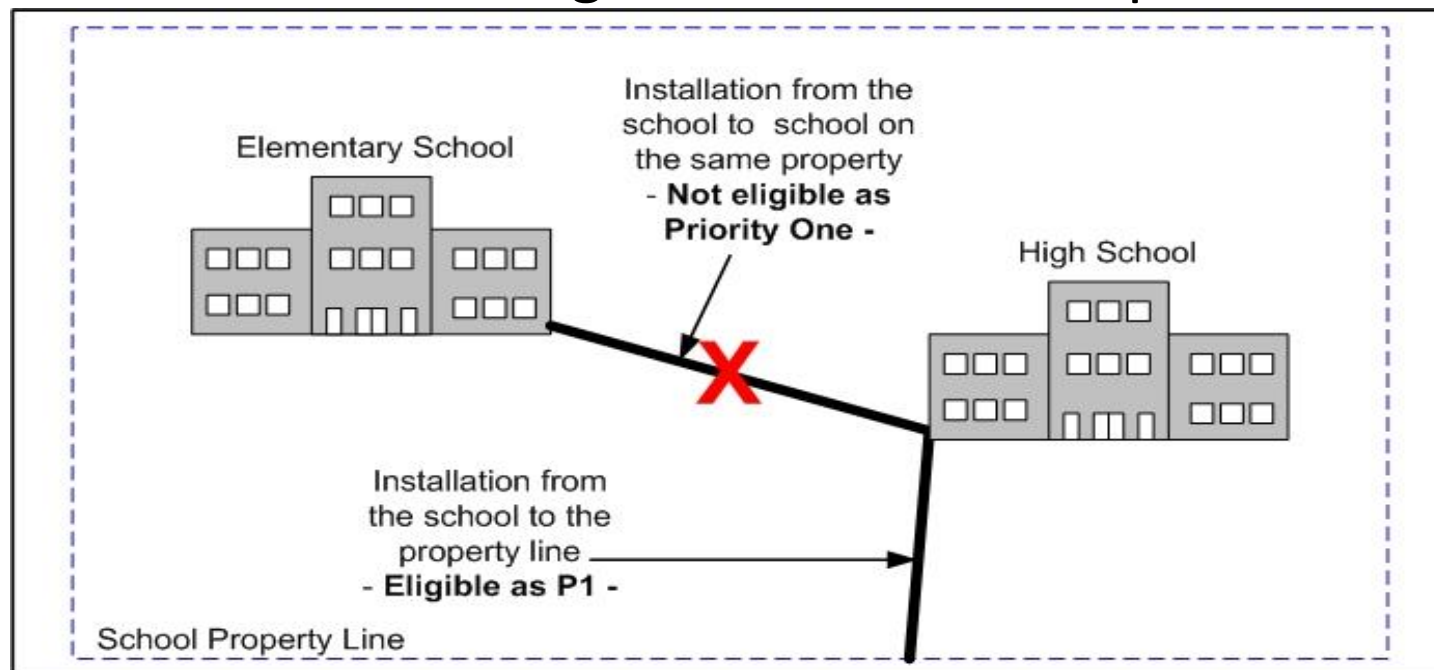 Installation from the
school to school on
the same property
- Not eligible as
Priority One -
Elementary School
High School
Installation from
the school to the
property line
- Eligible as P1 -
School Property Line